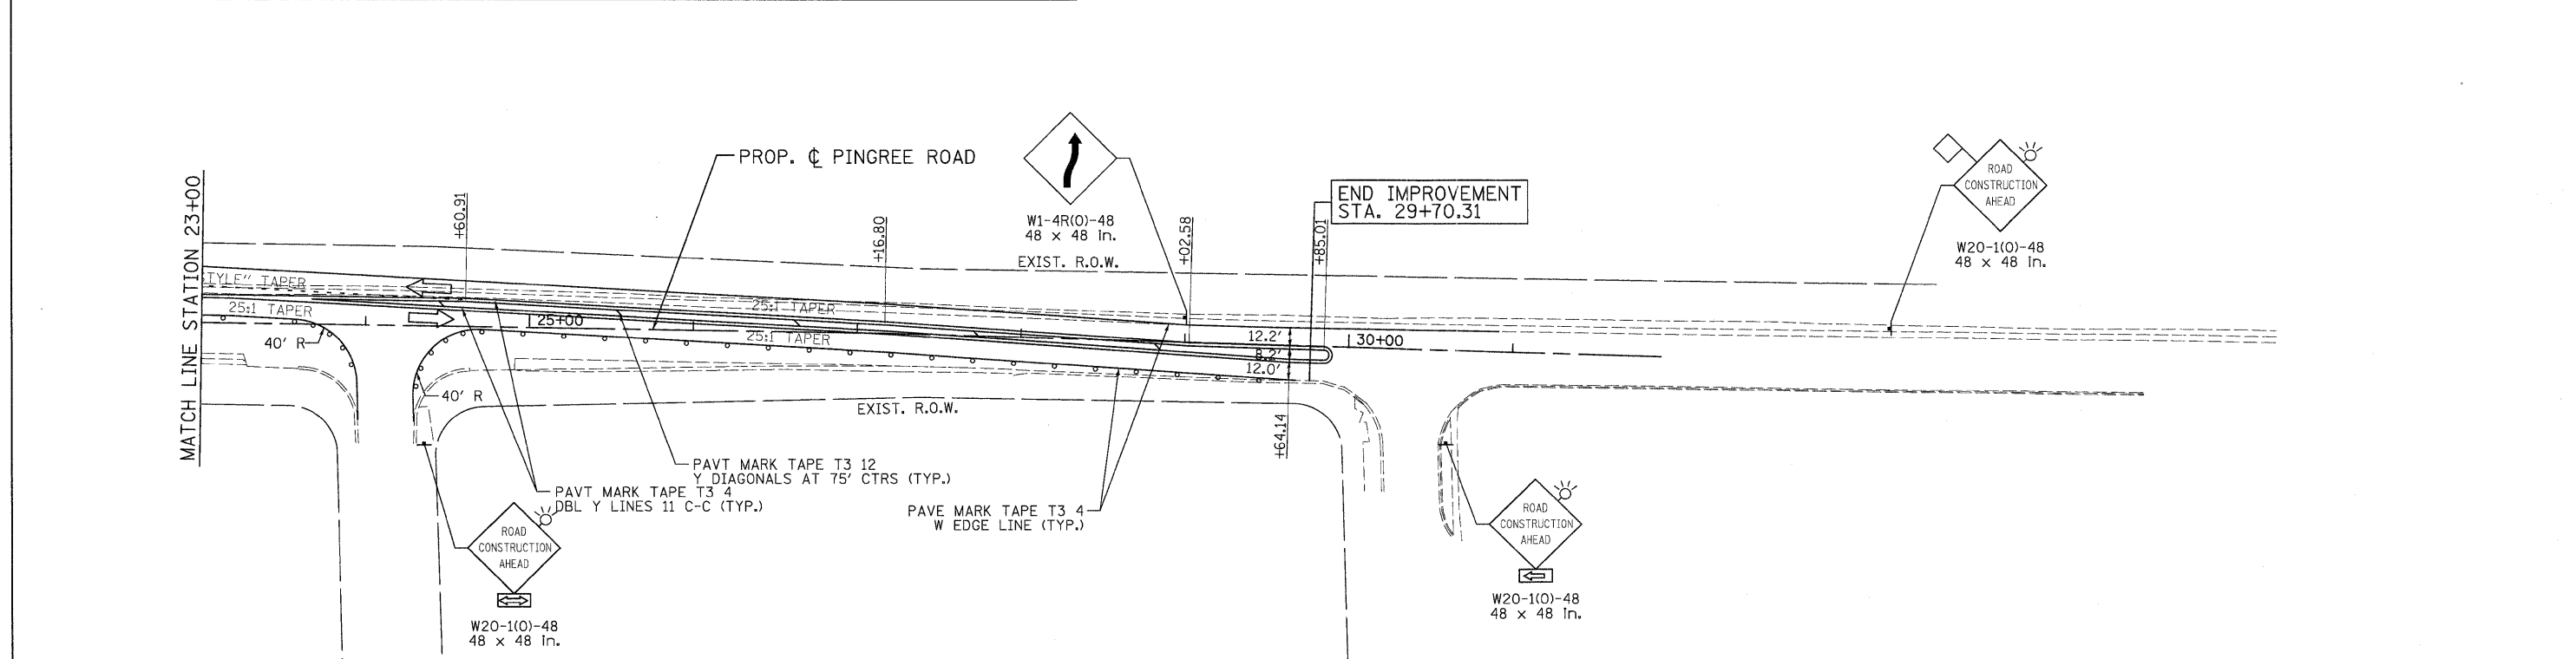 PROP. ℄ PINGREE ROAD
W1-4R(O)-48
48 x 48 in.
END IMPROVEMENT
STA. 29+70.31
ROAD
CONSTRUCTION
AHEAD
W20-1(O)-48
48 x 48 in.
MATCH LINE STATION 23+00
+60.91
+16.80
+02.58
+85.01
EXIST. R.O.W.
STYLE" TAPER
25:1 TAPER
25:1 TAPER
25:1 TAPER
25+00
30+00
12.2'
8.2'
12.0'
40' R
40' R
EXIST. R.O.W.
+64.14
PAVT MARK TAPE T3 12
Y DIAGONALS AT 75' CTRS (TYP.)
PAVT MARK TAPE T3 4
DBL Y LINES 11 C-C (TYP.)
PAVE MARK TAPE T3 4
W EDGE LINE (TYP.)
ROAD
CONSTRUCTION
AHEAD
W20-1(O)-48
48 x 48 in.
ROAD
CONSTRUCTION
AHEAD
W20-1(O)-48
48 x 48 in.